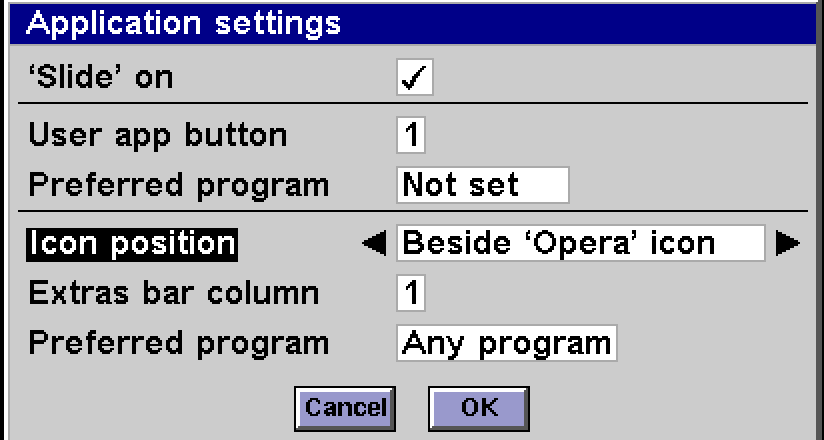 Application settings
‘Slide’ on ✓
User app button 1
Preferred program Not set
Icon position Beside ‘Opera’ icon
Extras bar column 1
Preferred program Any program
Cancel OK